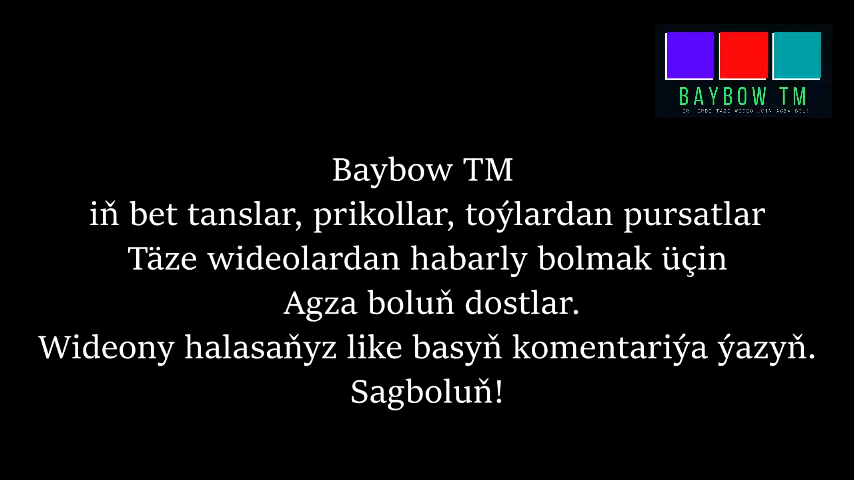 BAYBOW TM
Baybow TM
iň bet tanslar, prikollar, toýlardan pursatlar
Täze wideolardan habarly bolmak üçin
Agza boluň dostlar.
Wideony halasaňyz like basyň komentariýa ýazyň.
Sagboluň!